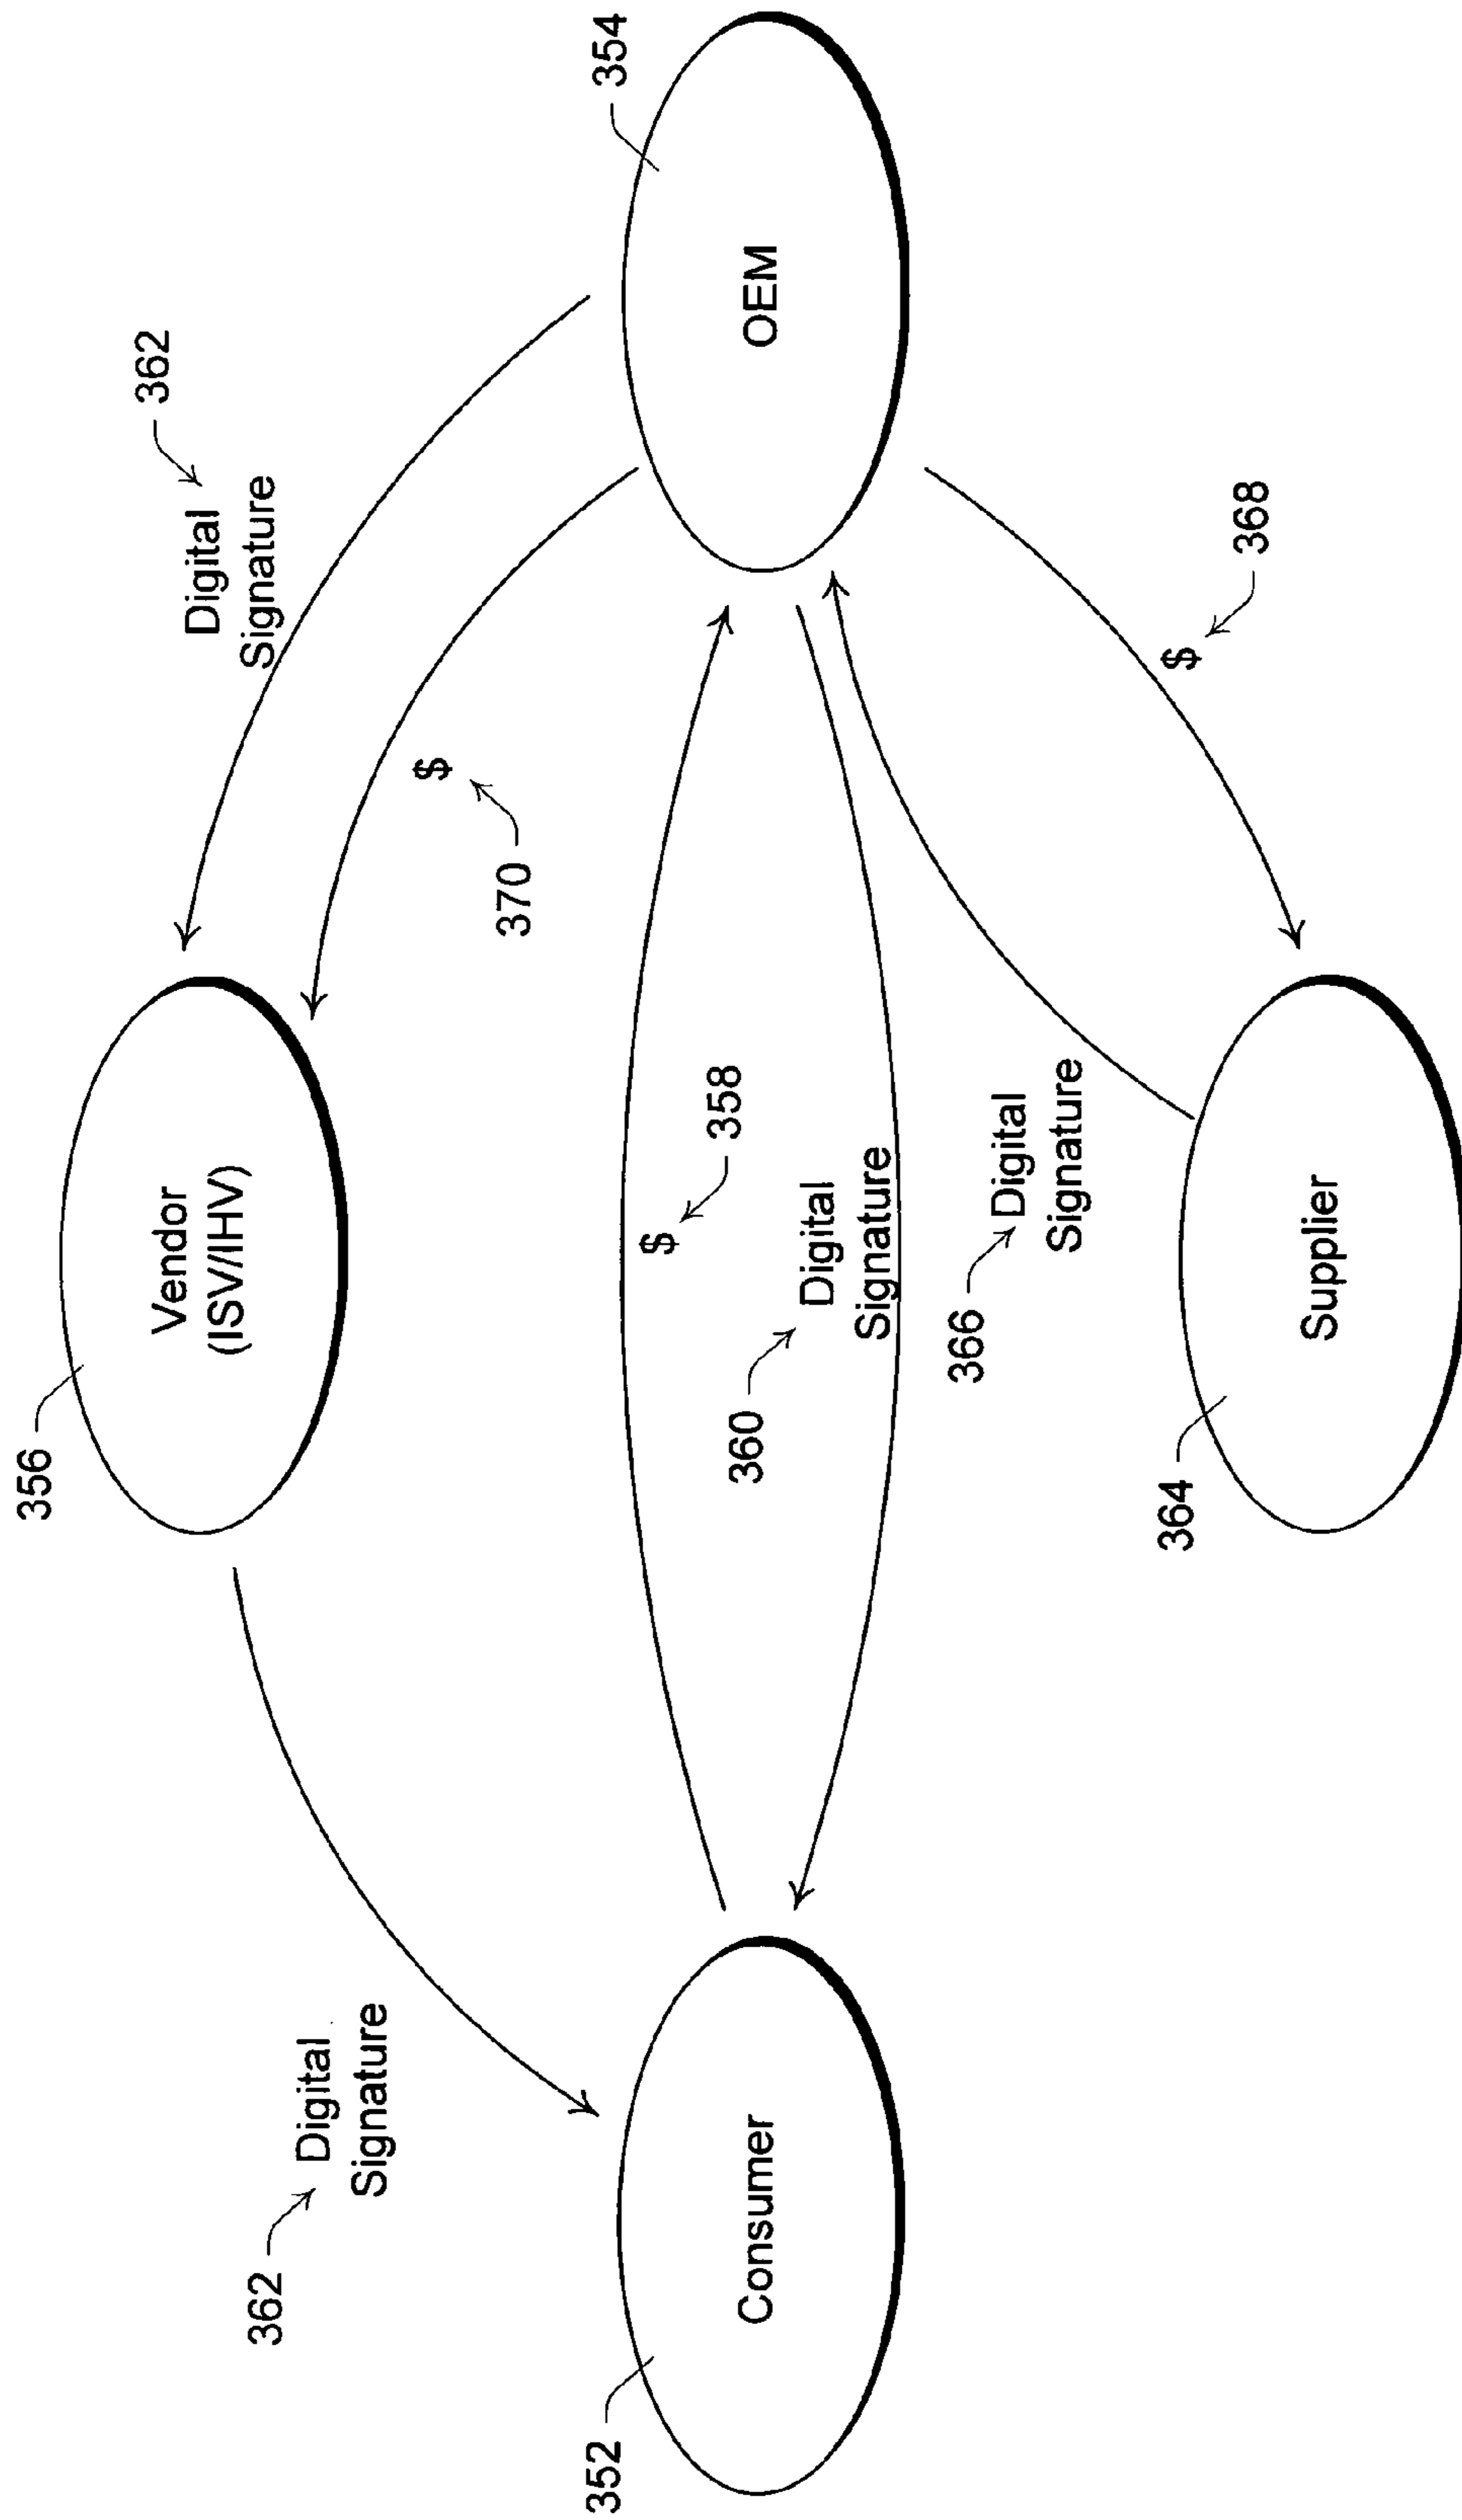 356
Vendor
(ISV/IHV)
362
Digital
Signature
362
Digital
Signature
370
$
354
OEM
352
Consumer
$
358
360
Digital
Signature
366
Digital
Signature
$
368
364
Supplier